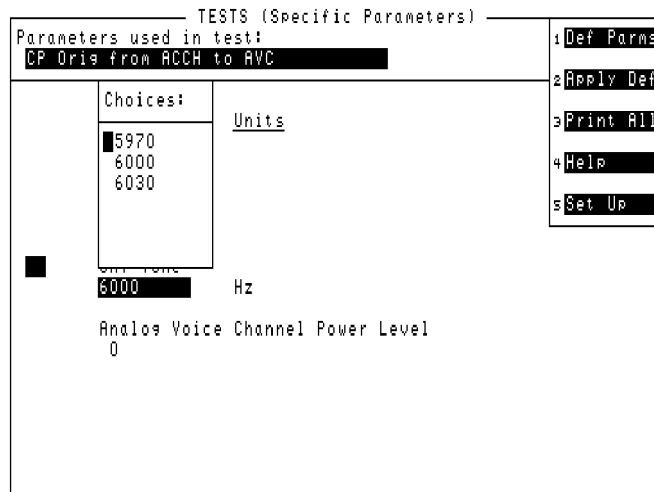 TESTS (Specific Parameters)
Parameters used in test:
CP Orig from ACCH to AVC
1 Def Parms
2 Apply Def
3 Print All
4 Help
5 Set Up
Choices:
5970
6000
6030
Units
6000 Hz
Analog Voice Channel Power Level
0